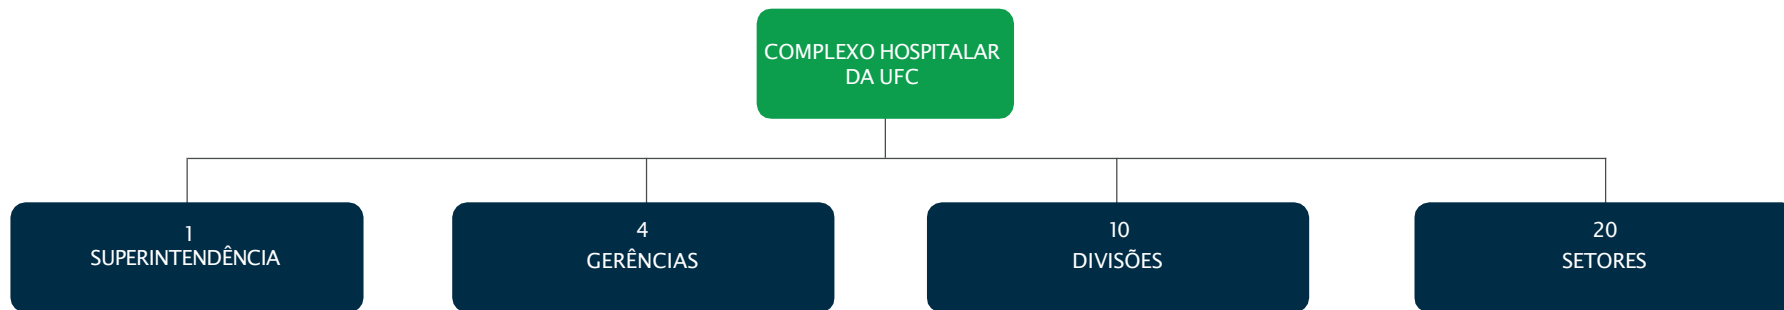 COMPLEXO HOSPITALAR
DA UFC
1
SUPERINTENDÊNCIA
4
GERÊNCIAS
10
DIVISÕES
20
SETORES